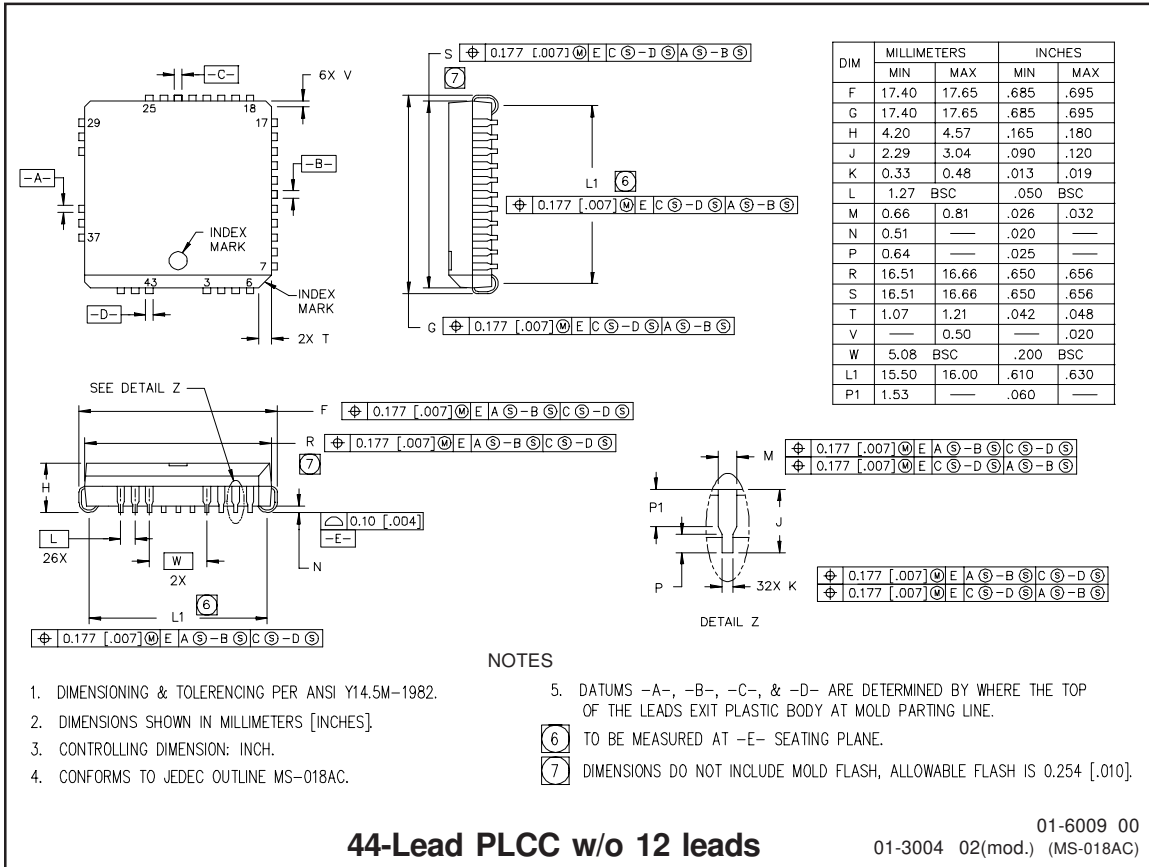 -C-
6X V
25
18
29
17
-A-
-B-
37
INDEX
MARK
7
43
3
6
INDEX
MARK
-D-
2X T
S ⌖ 0.177 [.007] Ⓜ E C Ⓢ-D Ⓢ A Ⓢ-B Ⓢ
7
L1 6
⌖ 0.177 [.007] Ⓜ E C Ⓢ-D Ⓢ A Ⓢ-B Ⓢ
G ⌖ 0.177 [.007] Ⓜ E C Ⓢ-D Ⓢ A Ⓢ-B Ⓢ
DIM MILLIMETERS INCHES
MIN MAX MIN MAX
F 17.40 17.65 .685 .695
G 17.40 17.65 .685 .695
H 4.20 4.57 .165 .180
J 2.29 3.04 .090 .120
K 0.33 0.48 .013 .019
L 1.27 BSC .050 BSC
M 0.66 0.81 .026 .032
N 0.51 — .020 —
P 0.64 — .025 —
R 16.51 16.66 .650 .656
S 16.51 16.66 .650 .656
T 1.07 1.21 .042 .048
V — 0.50 — .020
W 5.08 BSC .200 BSC
L1 15.50 16.00 .610 .630
P1 1.53 — .060 —
SEE DETAIL Z
F ⌖ 0.177 [.007] Ⓜ E A Ⓢ-B Ⓢ C Ⓢ-D Ⓢ
R ⌖ 0.177 [.007] Ⓜ E A Ⓢ-B Ⓢ C Ⓢ-D Ⓢ
7
H
⌓ 0.10 [.004]
-E-
L
26X
W
2X
N
L1 6
⌖ 0.177 [.007] Ⓜ E A Ⓢ-B Ⓢ C Ⓢ-D Ⓢ
M ⌖ 0.177 [.007] Ⓜ E A Ⓢ-B Ⓢ C Ⓢ-D Ⓢ
⌖ 0.177 [.007] Ⓜ E C Ⓢ-D Ⓢ A Ⓢ-B Ⓢ
P1
J
P
32X K
⌖ 0.177 [.007] Ⓜ E A Ⓢ-B Ⓢ C Ⓢ-D Ⓢ
⌖ 0.177 [.007] Ⓜ E C Ⓢ-D Ⓢ A Ⓢ-B Ⓢ
DETAIL Z
NOTES
1. DIMENSIONING & TOLERENCING PER ANSI Y14.5M-1982.
2. DIMENSIONS SHOWN IN MILLIMETERS [INCHES].
3. CONTROLLING DIMENSION: INCH.
4. CONFORMS TO JEDEC OUTLINE MS-018AC.
5. DATUMS -A-, -B-, -C-, & -D- ARE DETERMINED BY WHERE THE TOP
OF THE LEADS EXIT PLASTIC BODY AT MOLD PARTING LINE.
6 TO BE MEASURED AT -E- SEATING PLANE.
7 DIMENSIONS DO NOT INCLUDE MOLD FLASH, ALLOWABLE FLASH IS 0.254 [.010].
44-Lead PLCC w/o 12 leads
01-6009 00
01-3004 02(mod.) (MS-018AC)